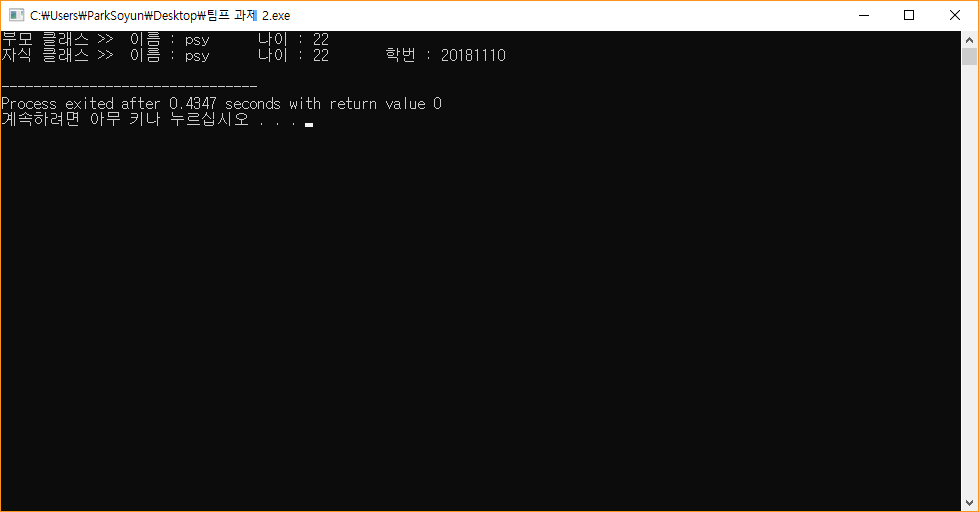 C:₩Users₩ParkSoyun₩Desktop₩팀프 과제 2.exe
부모 클래스 >> 이름 : psy 나이 : 22
자식 클래스 >> 이름 : psy 나이 : 22 학번 : 20181110
--------------------------------
Process exited after 0.4347 seconds with return value 0
계속하려면 아무 키나 누르십시오 . . .